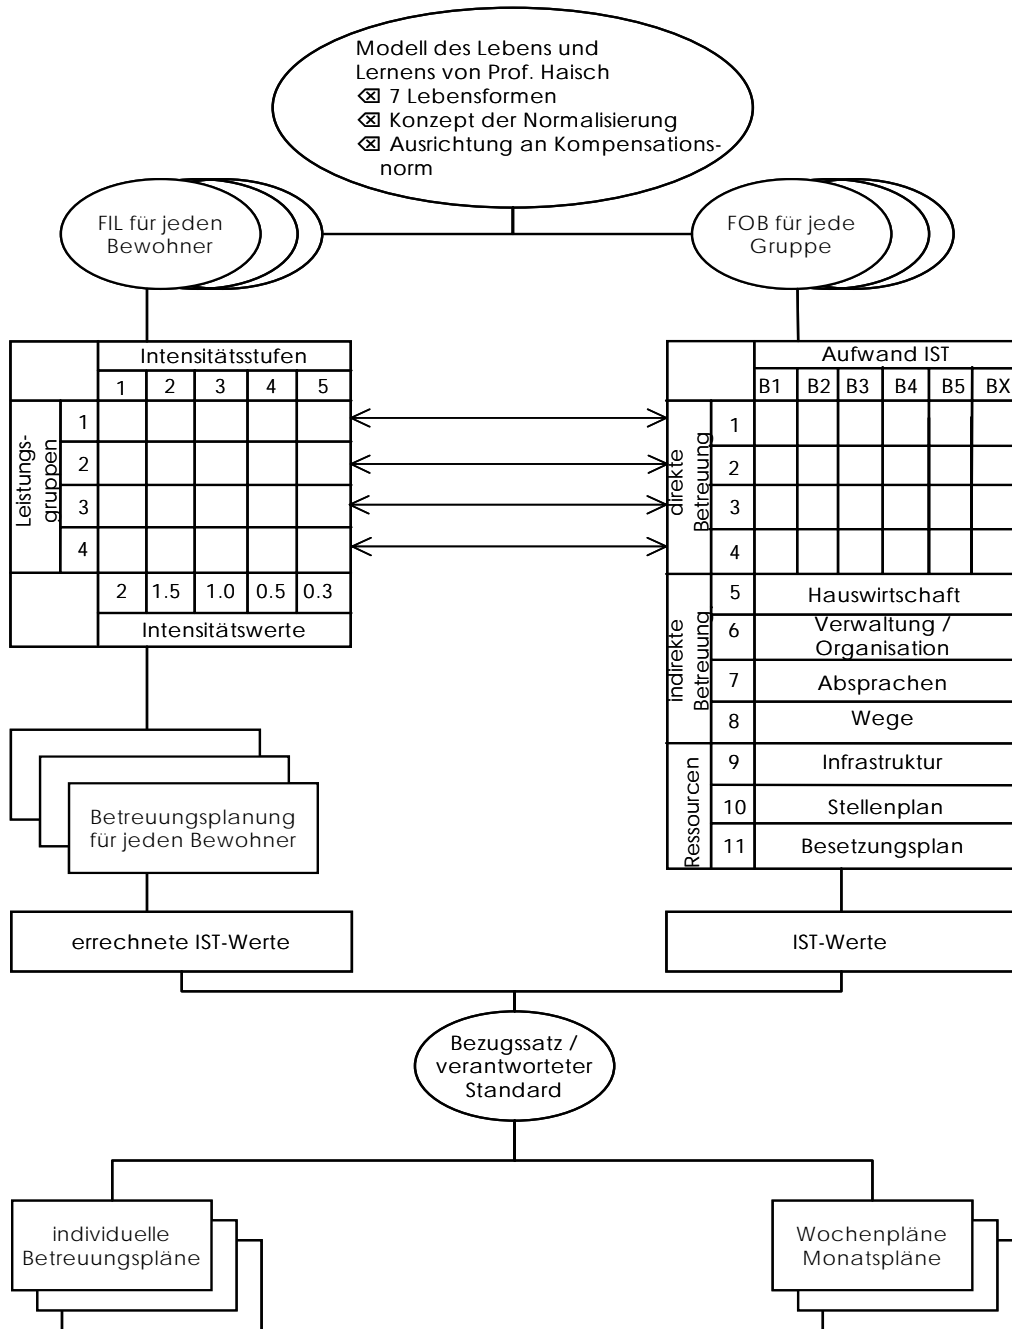 Modell des Lebens und
Lernens von Prof. Haisch
⌫ 7 Lebensformen
⌫ Konzept der Normalisierung
⌫ Ausrichtung an Kompensations-
norm
FIL für jeden
Bewohner
FOB für jede
Gruppe
Intensitätsstufen
1 2 3 4 5
Leistungs-
gruppen
1
2
3
4
2 1.5 1.0 0.5 0.3
Intensitätswerte
Aufwand IST
B1 B2 B3 B4 B5 BX
direkte
Betreuung
1
2
3
4
indirekte
Betreuung
5 Hauswirtschaft
6 Verwaltung /
Organisation
7 Absprachen
8 Wege
Ressourcen
9 Infrastruktur
10 Stellenplan
11 Besetzungsplan
Betreuungsplanung
für jeden Bewohner
errechnete IST-Werte
IST-Werte
Bezugssatz /
verantworteter
Standard
individuelle
Betreuungspläne
Wochenpläne
Monatspläne